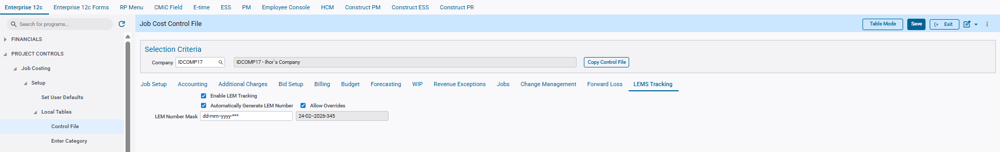 Enterprise 12c Enterprise 12c Forms RP Menu CMiC Field E-time ESS PM Employee Console HCM Construct PM Construct ESS Construct PR
Search for programs...
Job Cost Control File Table Mode Save Exit
FINANCIALS
PROJECT CONTROLS
Job Costing
Setup
Set User Defaults
Local Tables
Control File
Enter Category
Selection Criteria
Company IDCOMP17 IDCOMP17 - Ihor`s Company Copy Control File
Job Setup Accounting Additional Charges Bid Setup Billing Budget Forecasting WIP Revenue Exceptions Jobs Change Management Forward Loss LEMS Tracking
Enable LEM Tracking
Automatically Generate LEM Number Allow Overrides
LEM Number Mask dd-mm--yyyy-*** 24-02--2026-345